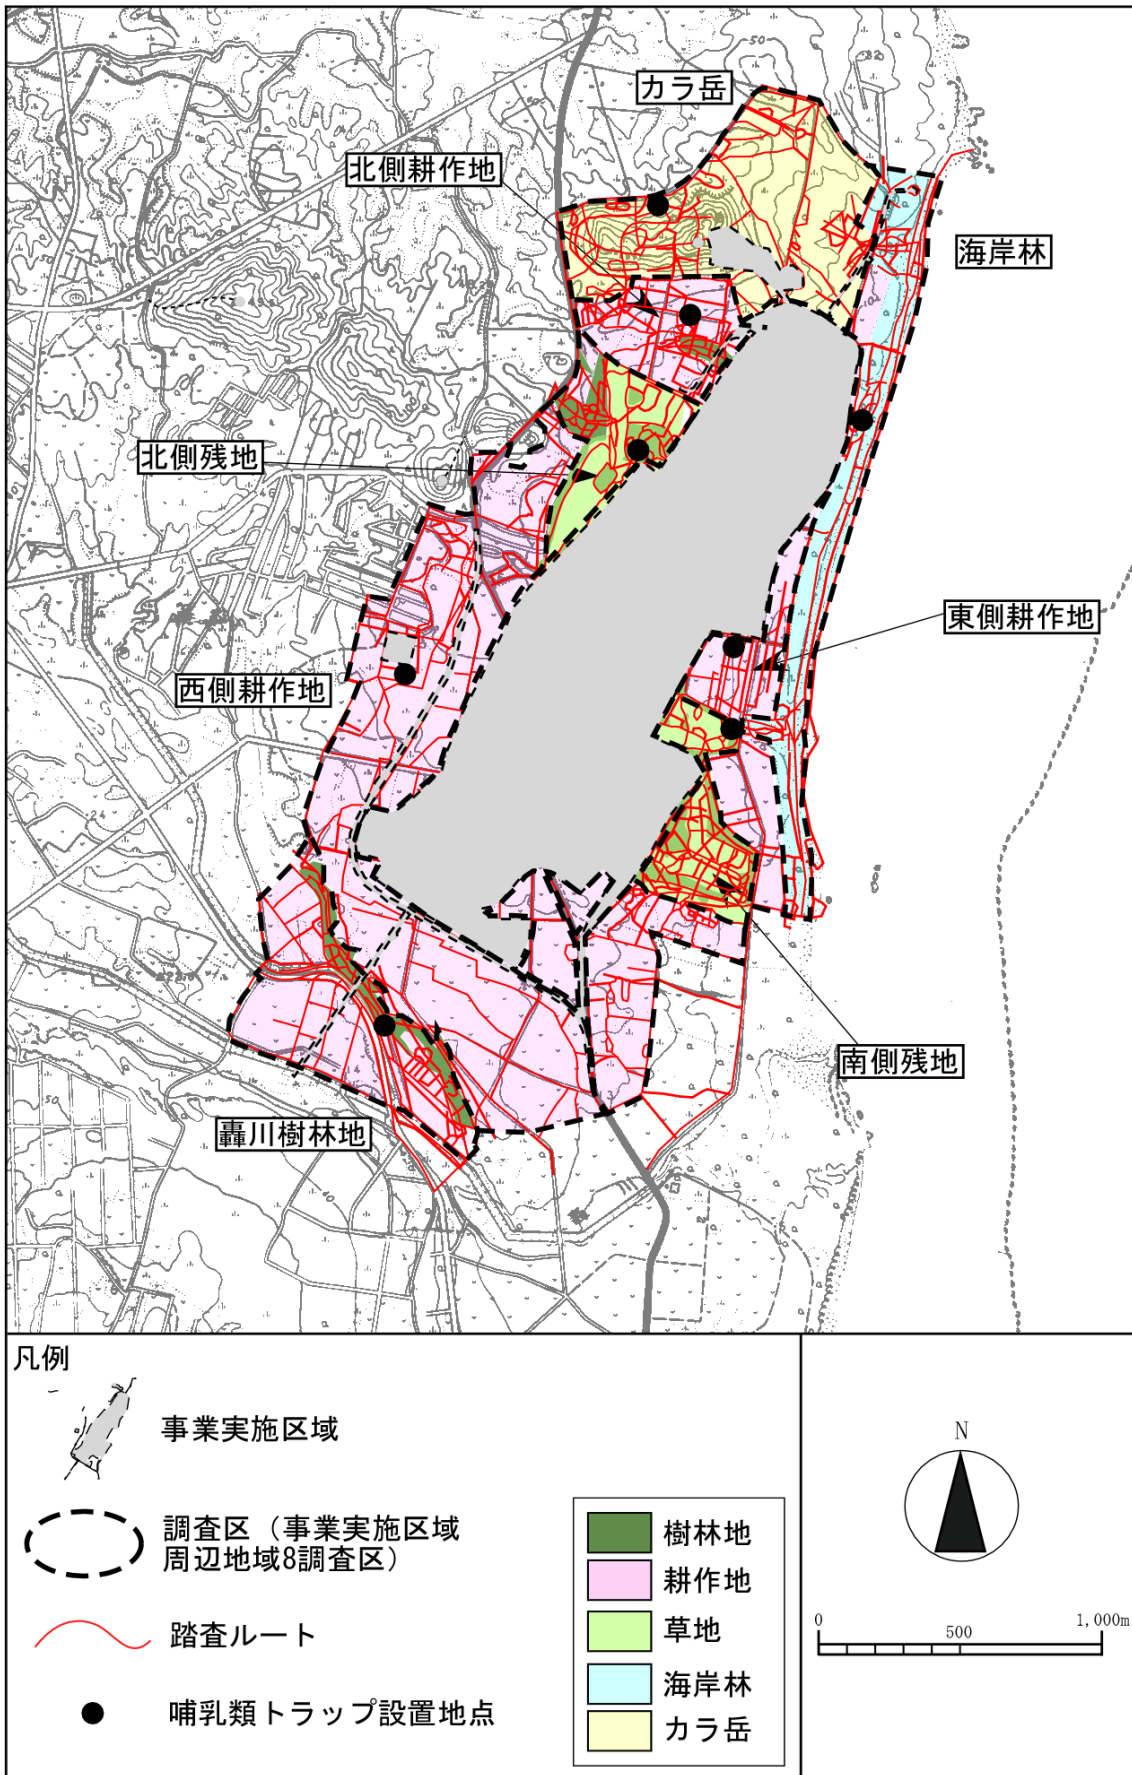 カラ岳
北側耕作地
海岸林
北側残地
東側耕作地
西側耕作地
南側残地
轟川樹林地
50
24
凡例
事業実施区域
調査区（事業実施区域
周辺地域8調査区）
踏査ルート
哺乳類トラップ設置地点
樹林地
耕作地
草地
海岸林
カラ岳
N
0
500
1,000m